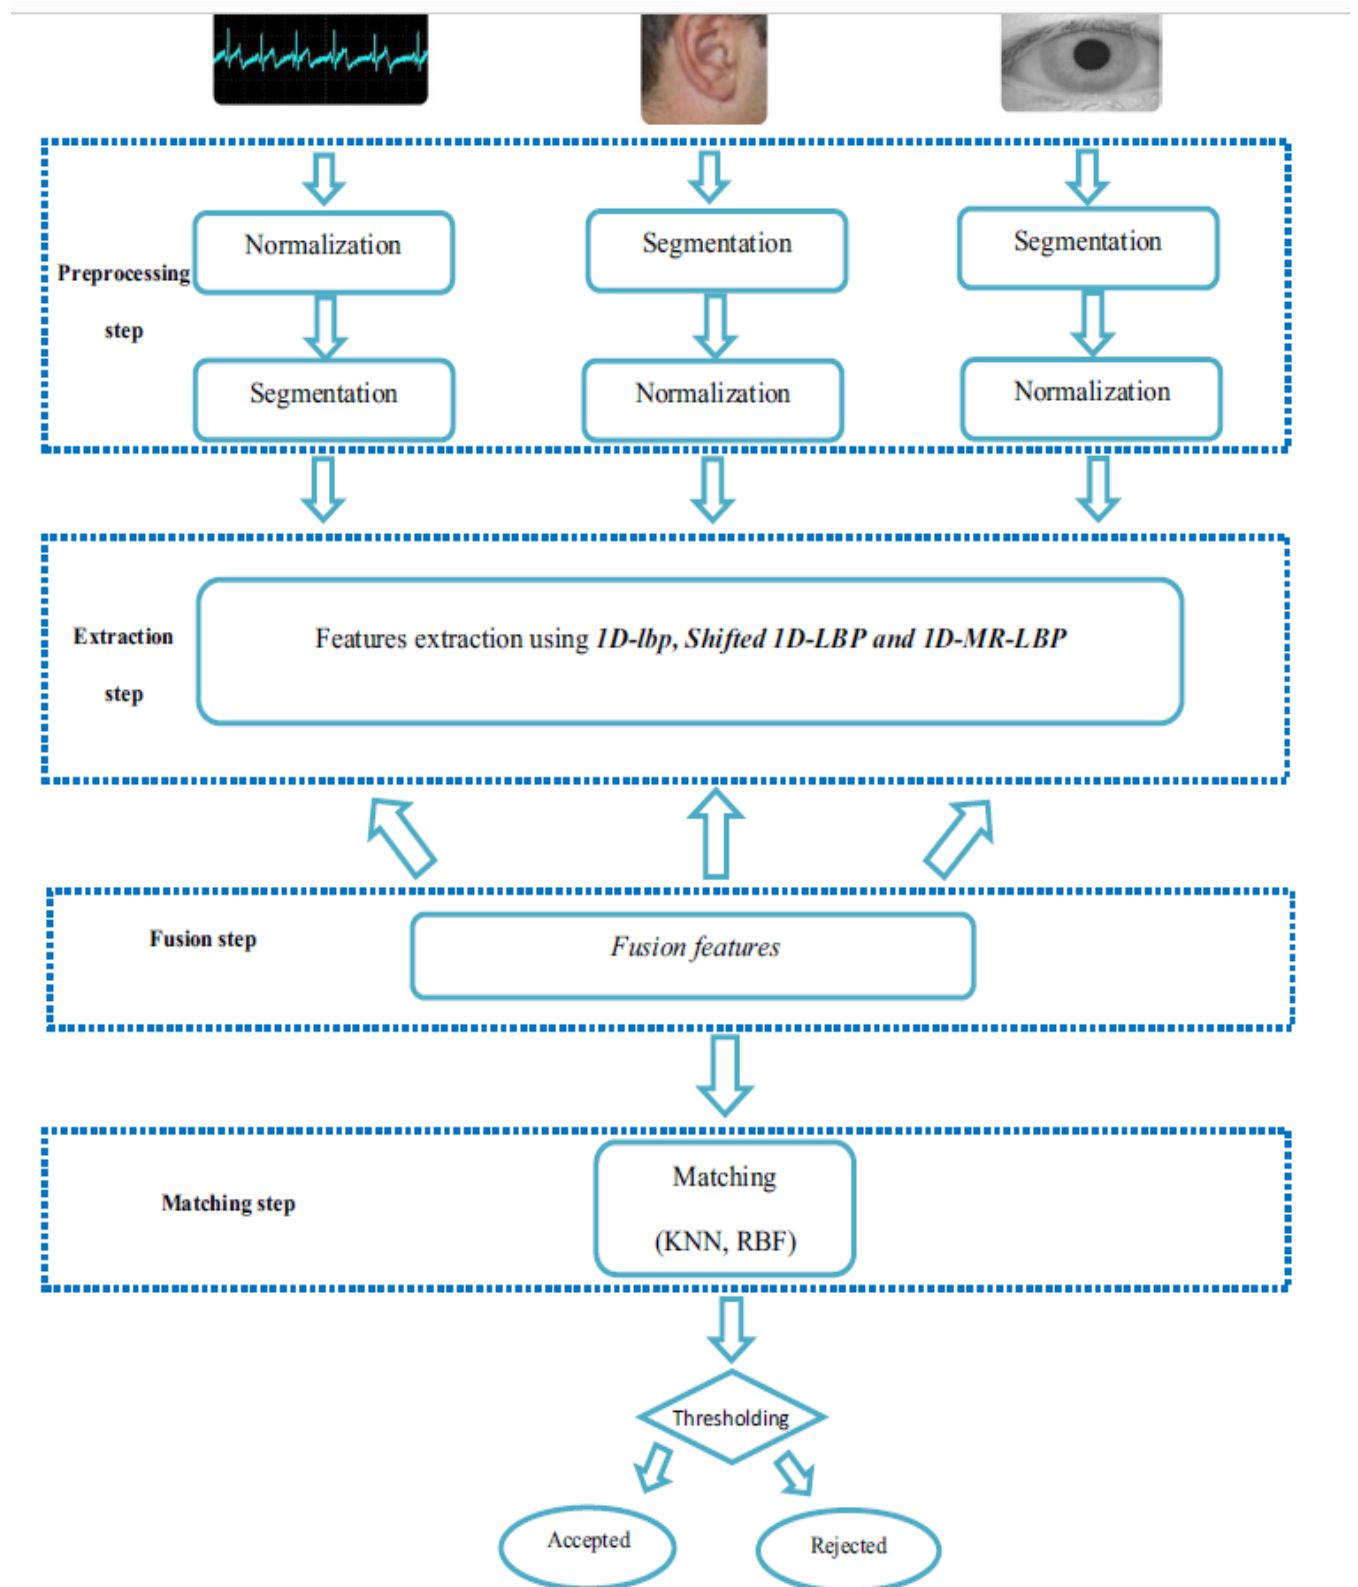 Normalization
Segmentation
Segmentation
Preprocessing
step
Segmentation
Normalization
Normalization
Extraction
step
Features extraction using 1D-lbp, Shifted 1D-LBP and 1D-MR-LBP
Fusion step
Fusion features
Matching step
Matching
(KNN, RBF)
Thresholding
Accepted
Rejected